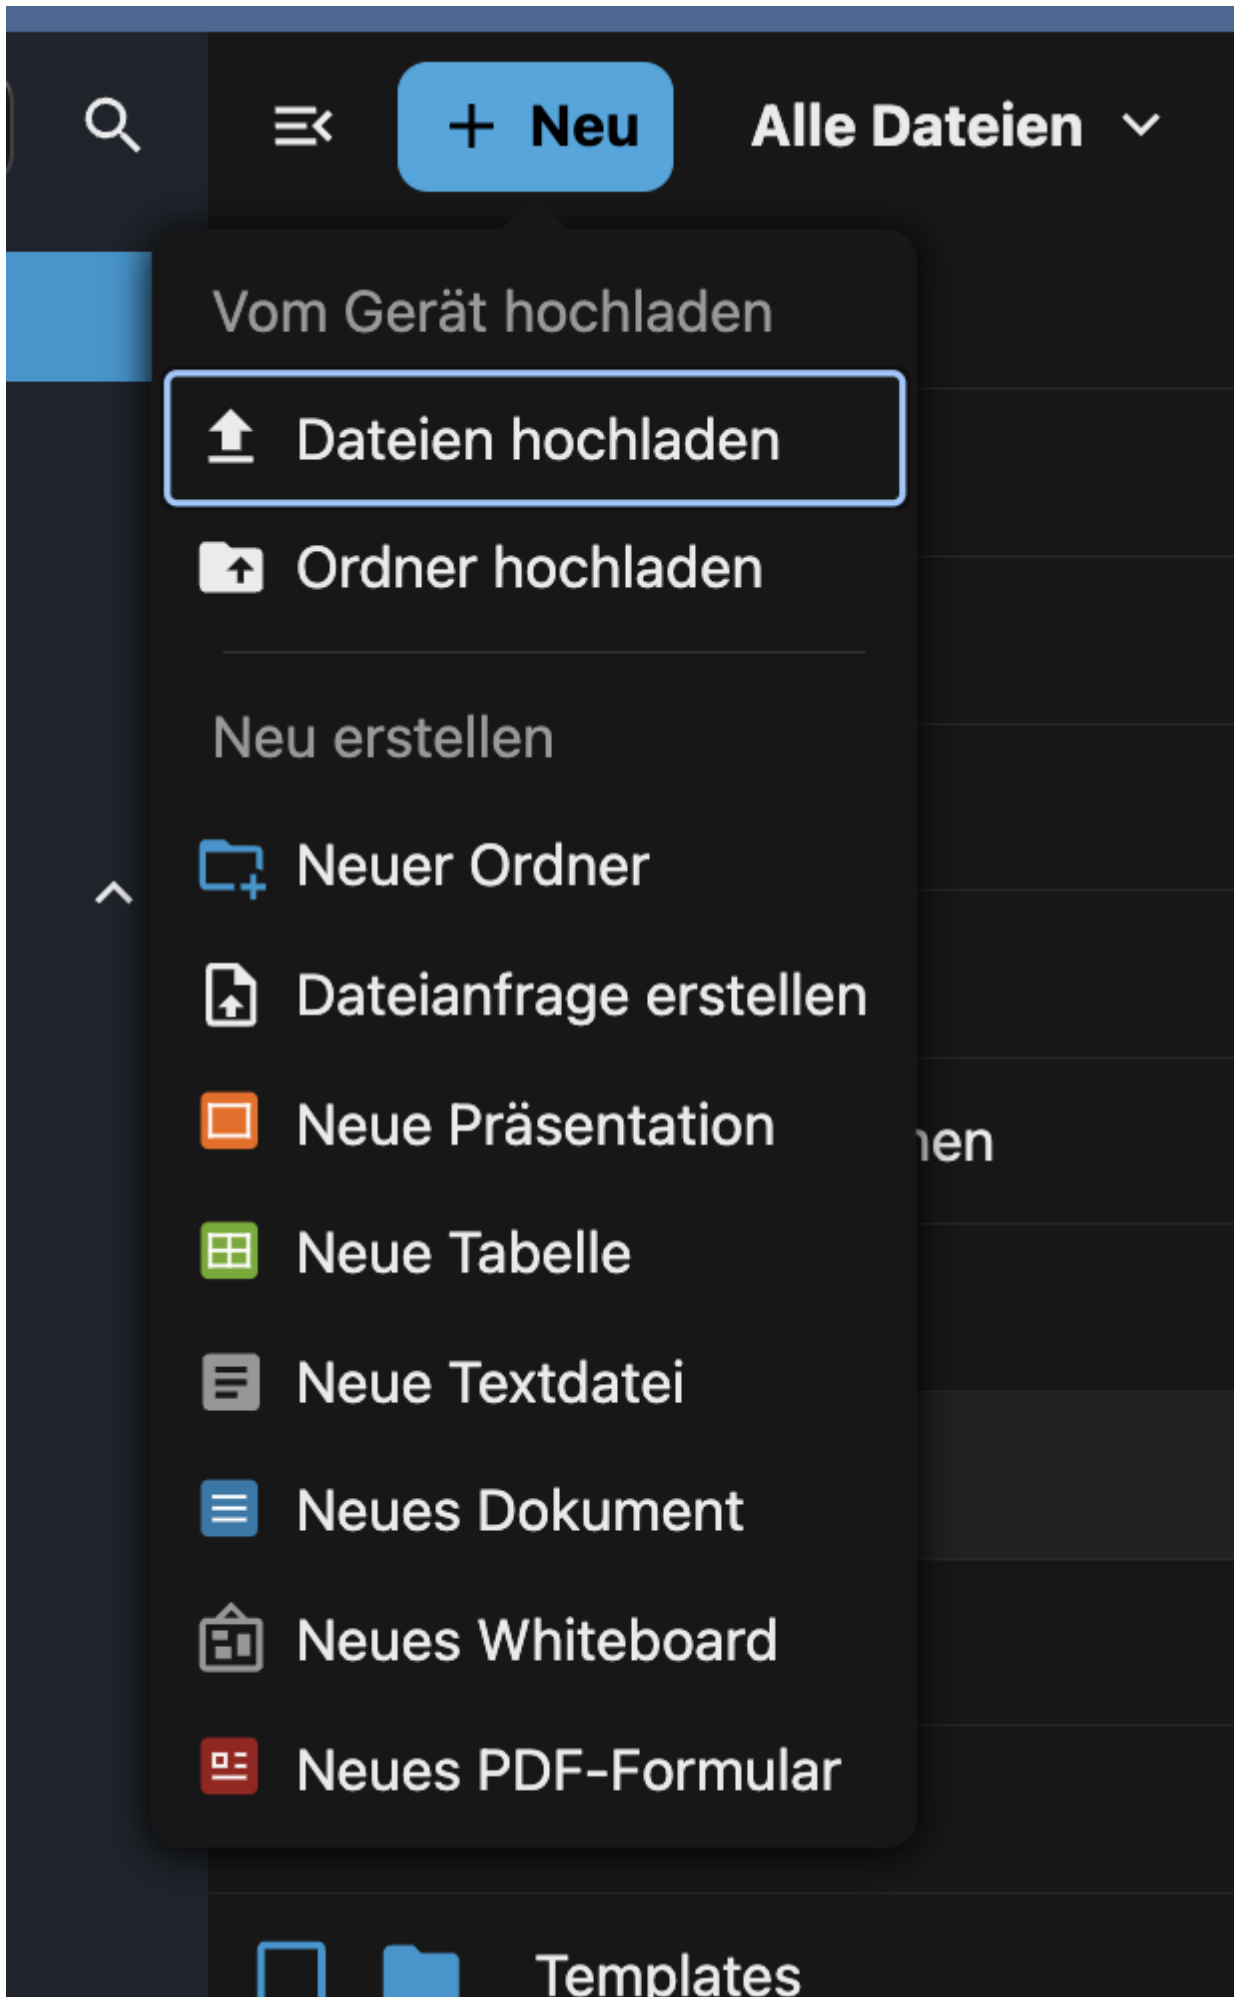 Neu
Alle Dateien
Vom Gerät hochladen
Dateien hochladen
Ordner hochladen
Neu erstellen
Neuer Ordner
Dateianfrage erstellen
Neue Präsentation
Neue Tabelle
Neue Textdatei
Neues Dokument
Neues Whiteboard
Neues PDF-Formular
Templates